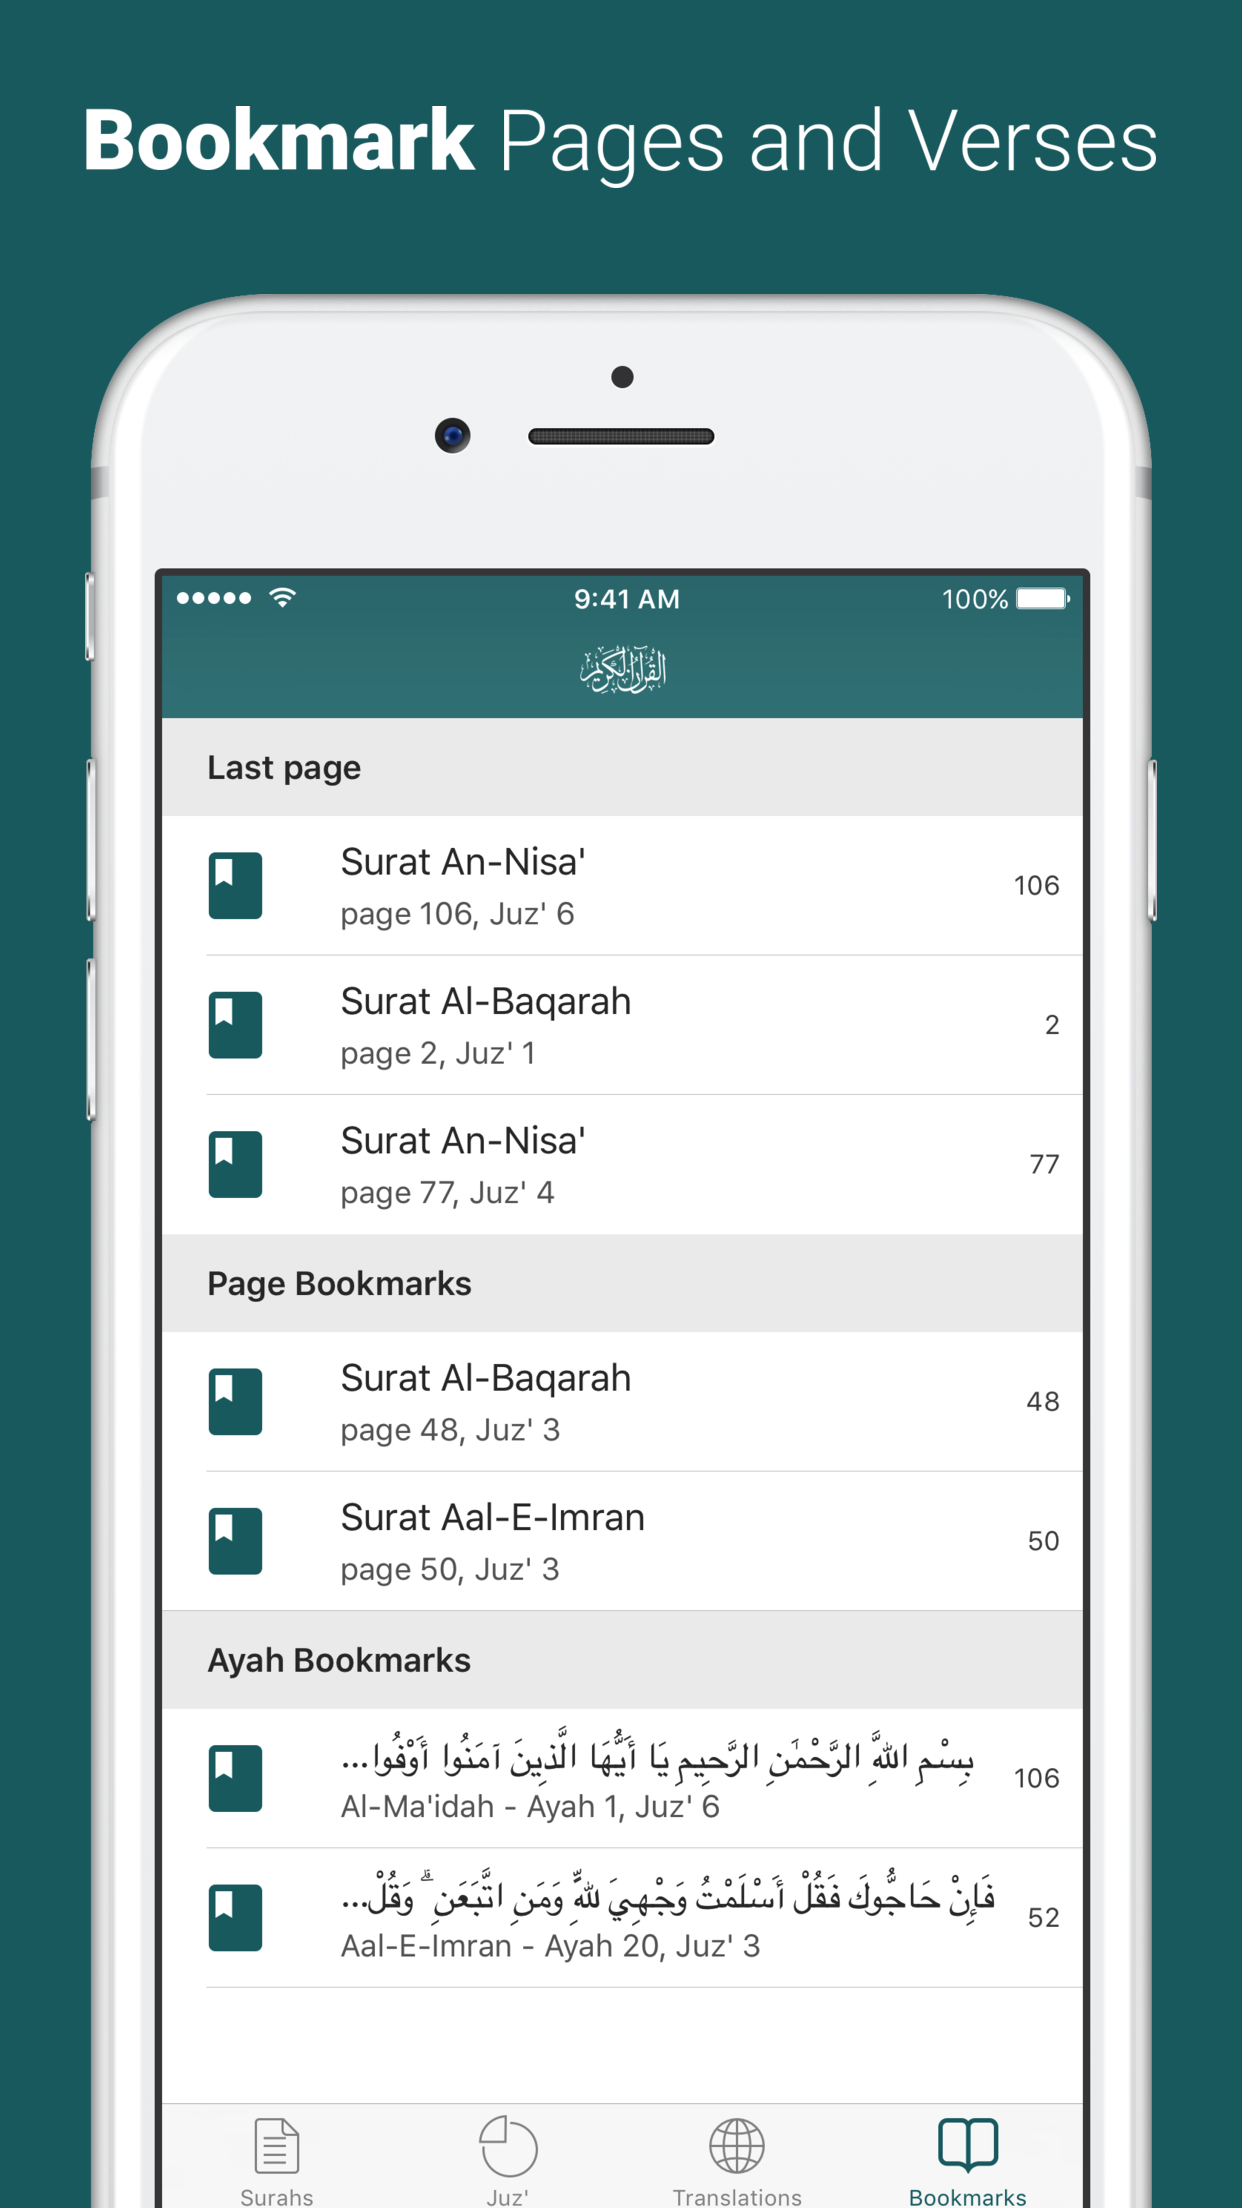 Bookmark Pages and Verses
9:41 AM
100%
القرآن الكريم
Last page
Surat An-Nisa'
page 106, Juz' 6
106
Surat Al-Baqarah
page 2, Juz' 1
2
Surat An-Nisa'
page 77, Juz' 4
77
Page Bookmarks
Surat Al-Baqarah
page 48, Juz' 3
48
Surat Aal-E-Imran
page 50, Juz' 3
50
Ayah Bookmarks
بِسْمِ اللَّهِ الرَّحْمَٰنِ الرَّحِيمِ يَا أَيُّهَا الَّذِينَ آمَنُوا أَوْفُوا...
Al-Ma'idah - Ayah 1, Juz' 6
106
فَإِنْ حَاجُّوكَ فَقُلْ أَسْلَمْتُ وَجْهِيَ لِلَّهِ وَمَنِ اتَّبَعَنِ ۗ وَقُلْ...
Aal-E-Imran - Ayah 20, Juz' 3
52
Surahs
Juz'
Translations
Bookmarks